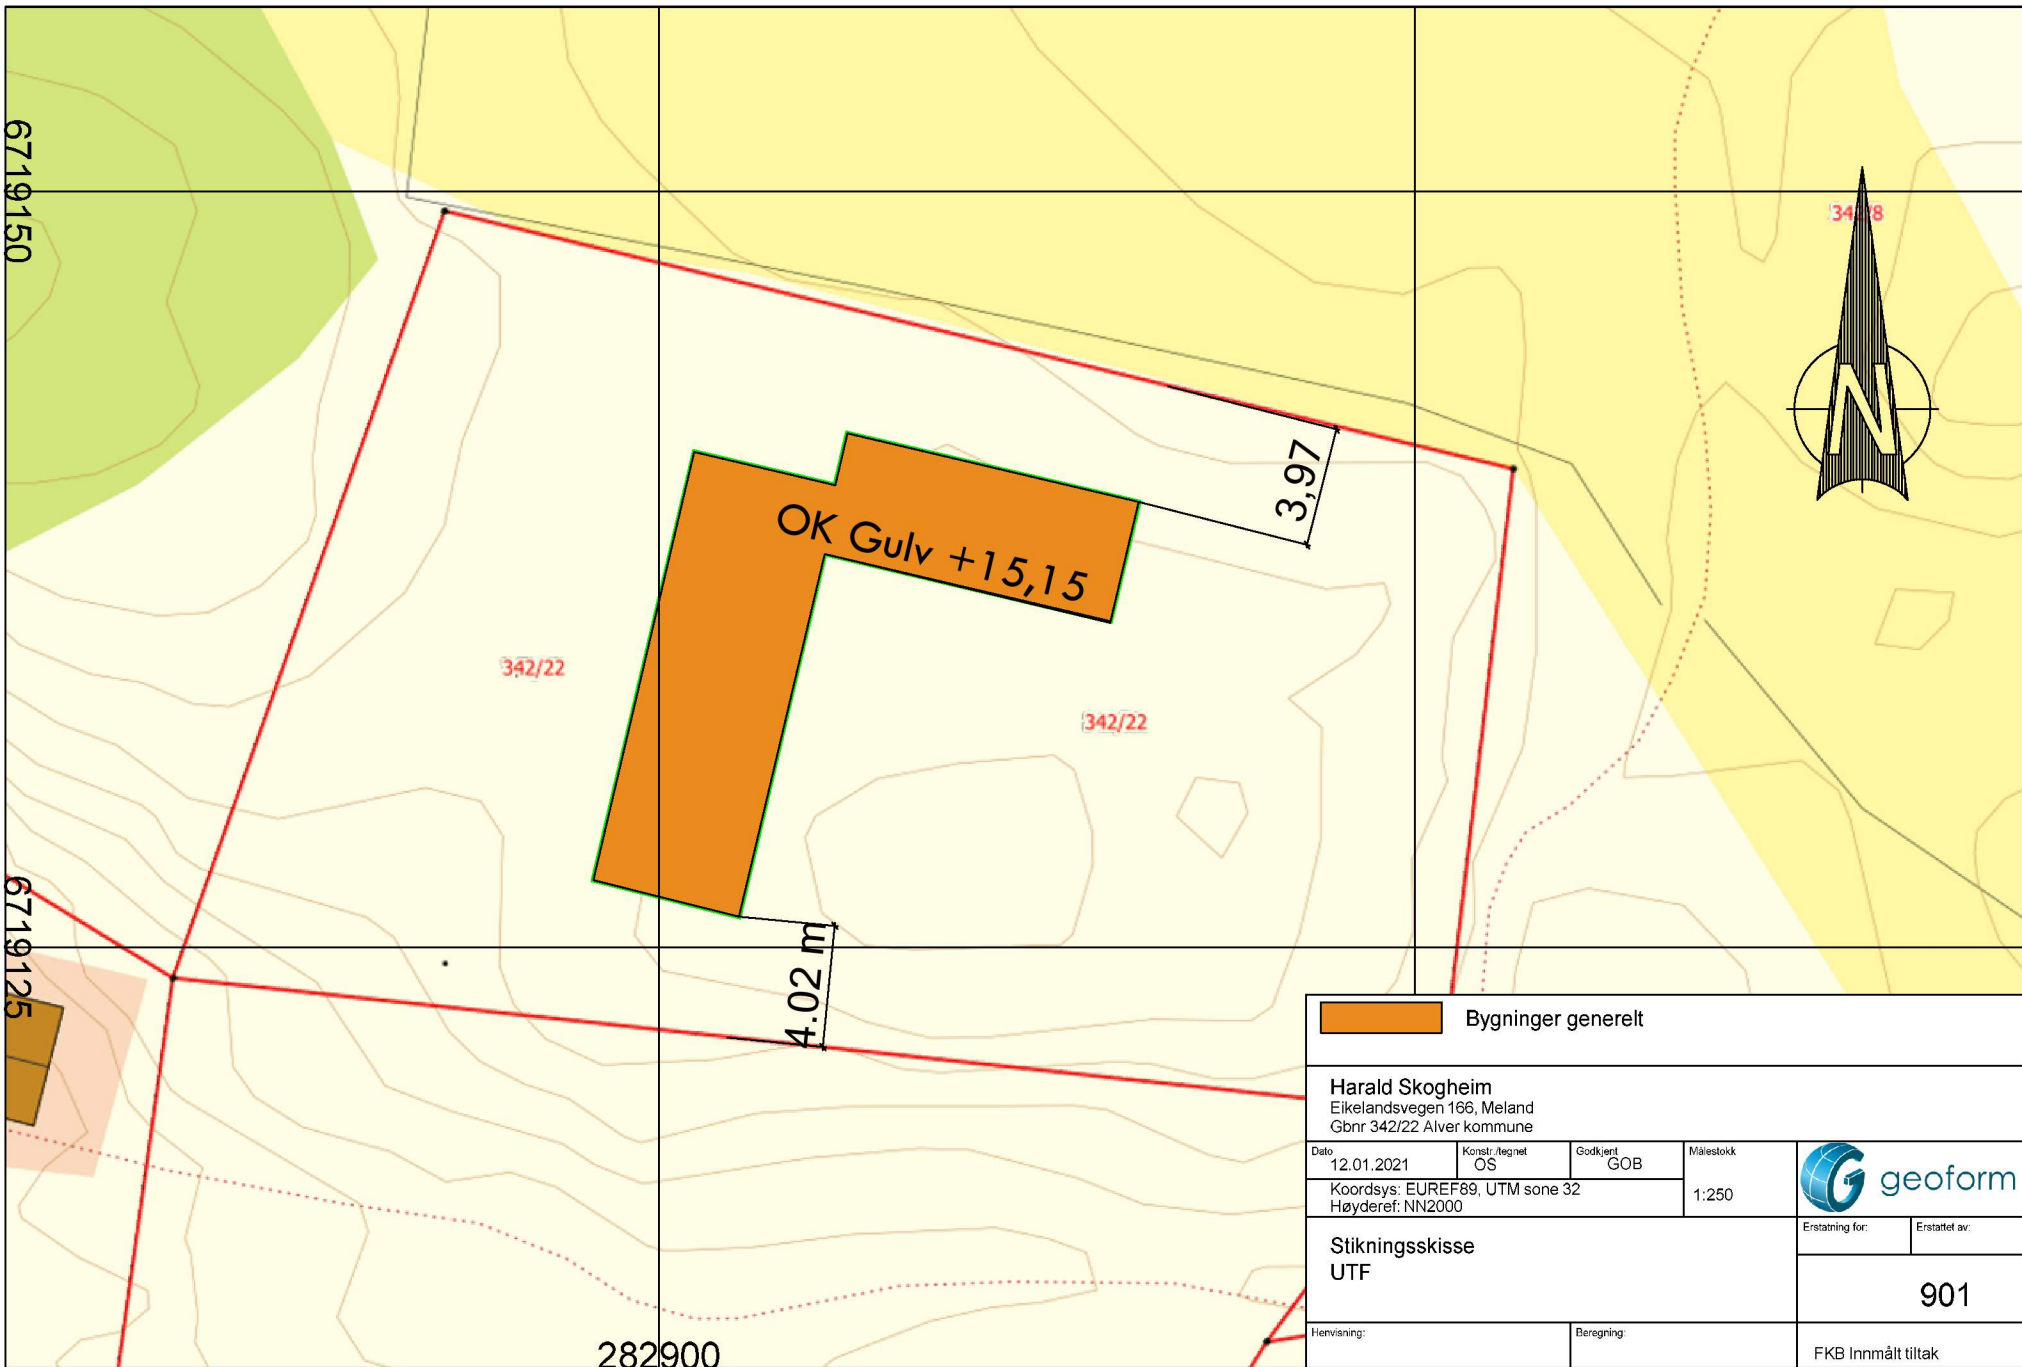 6719150
342/8
3,97
OK Gulv +15,15
342/22
342/22
N
6719125
4.02 m
282900
Bygninger generelt
Harald Skogheim
Eikelandsvegen 166, Meland
Gbnr 342/22 Alver kommune
Dato
12.01.2021
Konstr./tegnet
OS
Godkjent
GOB
Målestokk
1:250
Koordsys: EUREF89, UTM sone 32
Høyderef: NN2000
geoform
Stikningsskisse
UTF
Erstatning for:
Erstattet av:
901
Henvisning:
Beregning:
FKB Innmålt tiltak